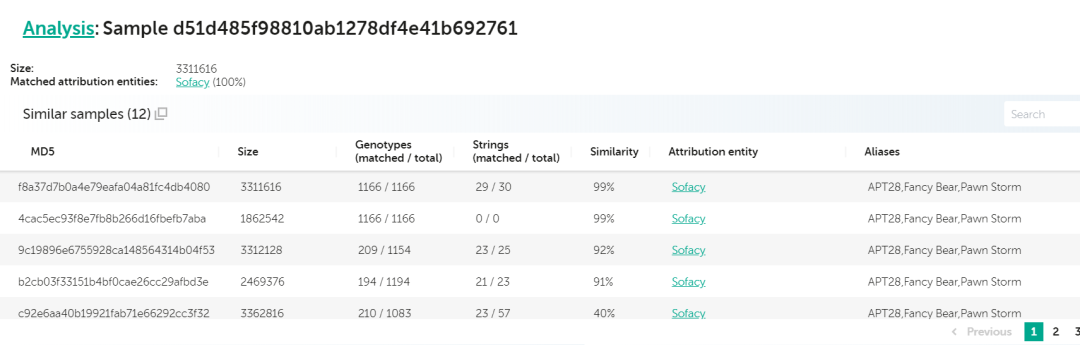 Analysis: Sample d51d485f98810ab1278df4e41b692761
Size: 3311616
Matched attribution entities: Sofacy (100%)
Similar samples (12) Search
MD5 Size Genotypes (matched / total) Strings (matched / total) Similarity Attribution entity Aliases
f8a37d7b0a4e79eafa04a81fc4db4080 3311616 1166 / 1166 29 / 30 99% Sofacy APT28,Fancy Bear,Pawn Storm
4cac5ec93f8e7fb8b266d16fbefb7aba 1862542 1166 / 1166 0 / 0 99% Sofacy APT28,Fancy Bear,Pawn Storm
9c19896e6755928ca148564314b04f53 3312128 209 / 1154 23 / 25 92% Sofacy APT28,Fancy Bear,Pawn Storm
b2cb03f33151b4bf0cae26cc29afbd3e 2469376 194 / 1194 21 / 23 91% Sofacy APT28,Fancy Bear,Pawn Storm
c92e6aa40b19921fab71e66292cc3f32 3362816 210 / 1083 23 / 57 40% Sofacy APT28,Fancy Bear,Pawn Storm
< Previous 1 2 3